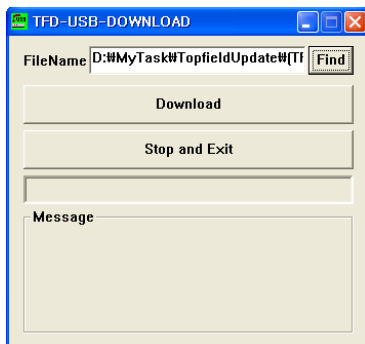 TFD-USB-DOWNLOAD
FileName D:₩MyTask₩TopfieldUpdate₩(TF Find
Download
Stop and Exit
Message